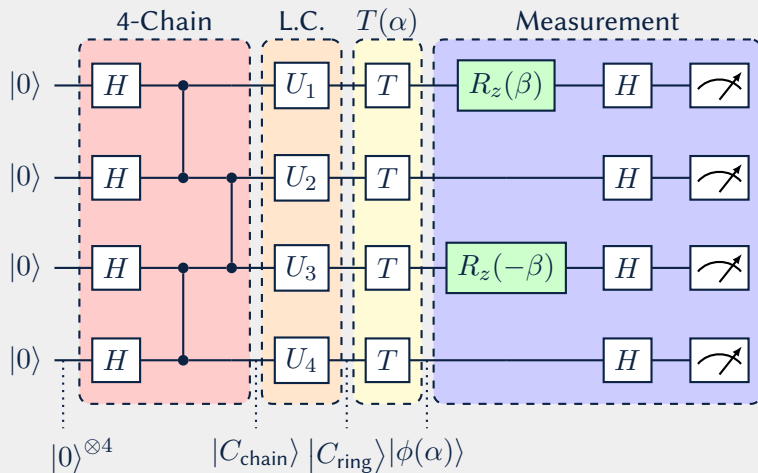 4-Chain L.C. T(α) Measurement
|0⟩ H U₁ T R_z(β) H
|0⟩ H U₂ T H
|0⟩ H U₃ T R_z(−β) H
|0⟩ H U₄ T H
|0⟩^{⊗4} |C_chain⟩ |C_ring⟩ |ϕ(α)⟩